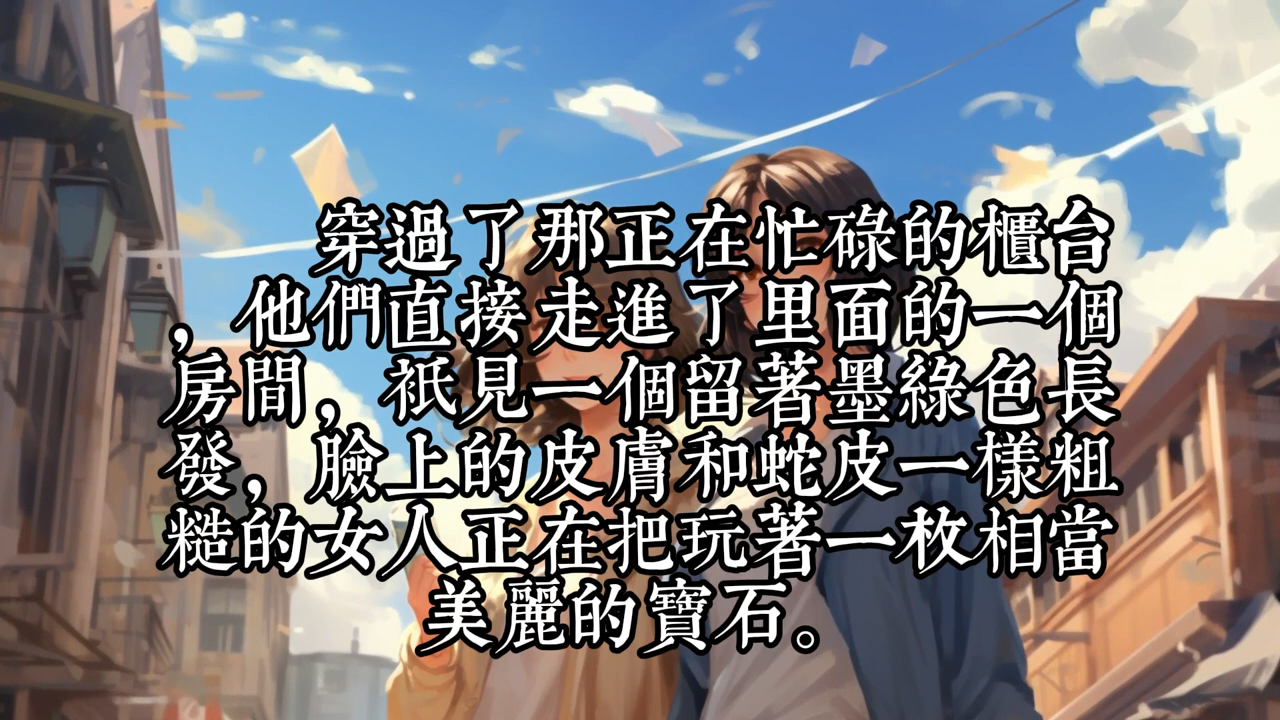 穿過了那正在忙碌的櫃台
，他們直接走進了里面的一個
房間，衹見一個留著墨綠色長
發，臉上的皮膚和蛇皮一樣粗
糙的女人正在把玩著一枚相當
美麗的寶石。